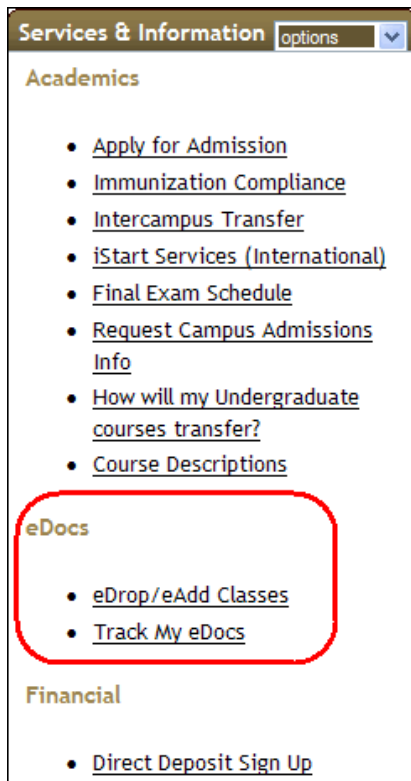 Services & Information options
Academics
• Apply for Admission
• Immunization Compliance
• Intercampus Transfer
• iStart Services (International)
• Final Exam Schedule
• Request Campus Admissions
Info
• How will my Undergraduate
courses transfer?
• Course Descriptions
eDocs
• eDrop/eAdd Classes
• Track My eDocs
Financial
• Direct Deposit Sign Up